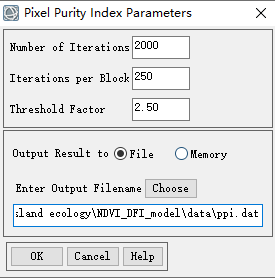 Pixel Purity Index Parameters
Number of Iterations 2000
Iterations per Block 250
Threshold Factor 2.50
Output Result to File Memory
Enter Output Filename Choose
sland ecology\NDVI_DFI_model\data\ppi.dat
OK Cancel Help